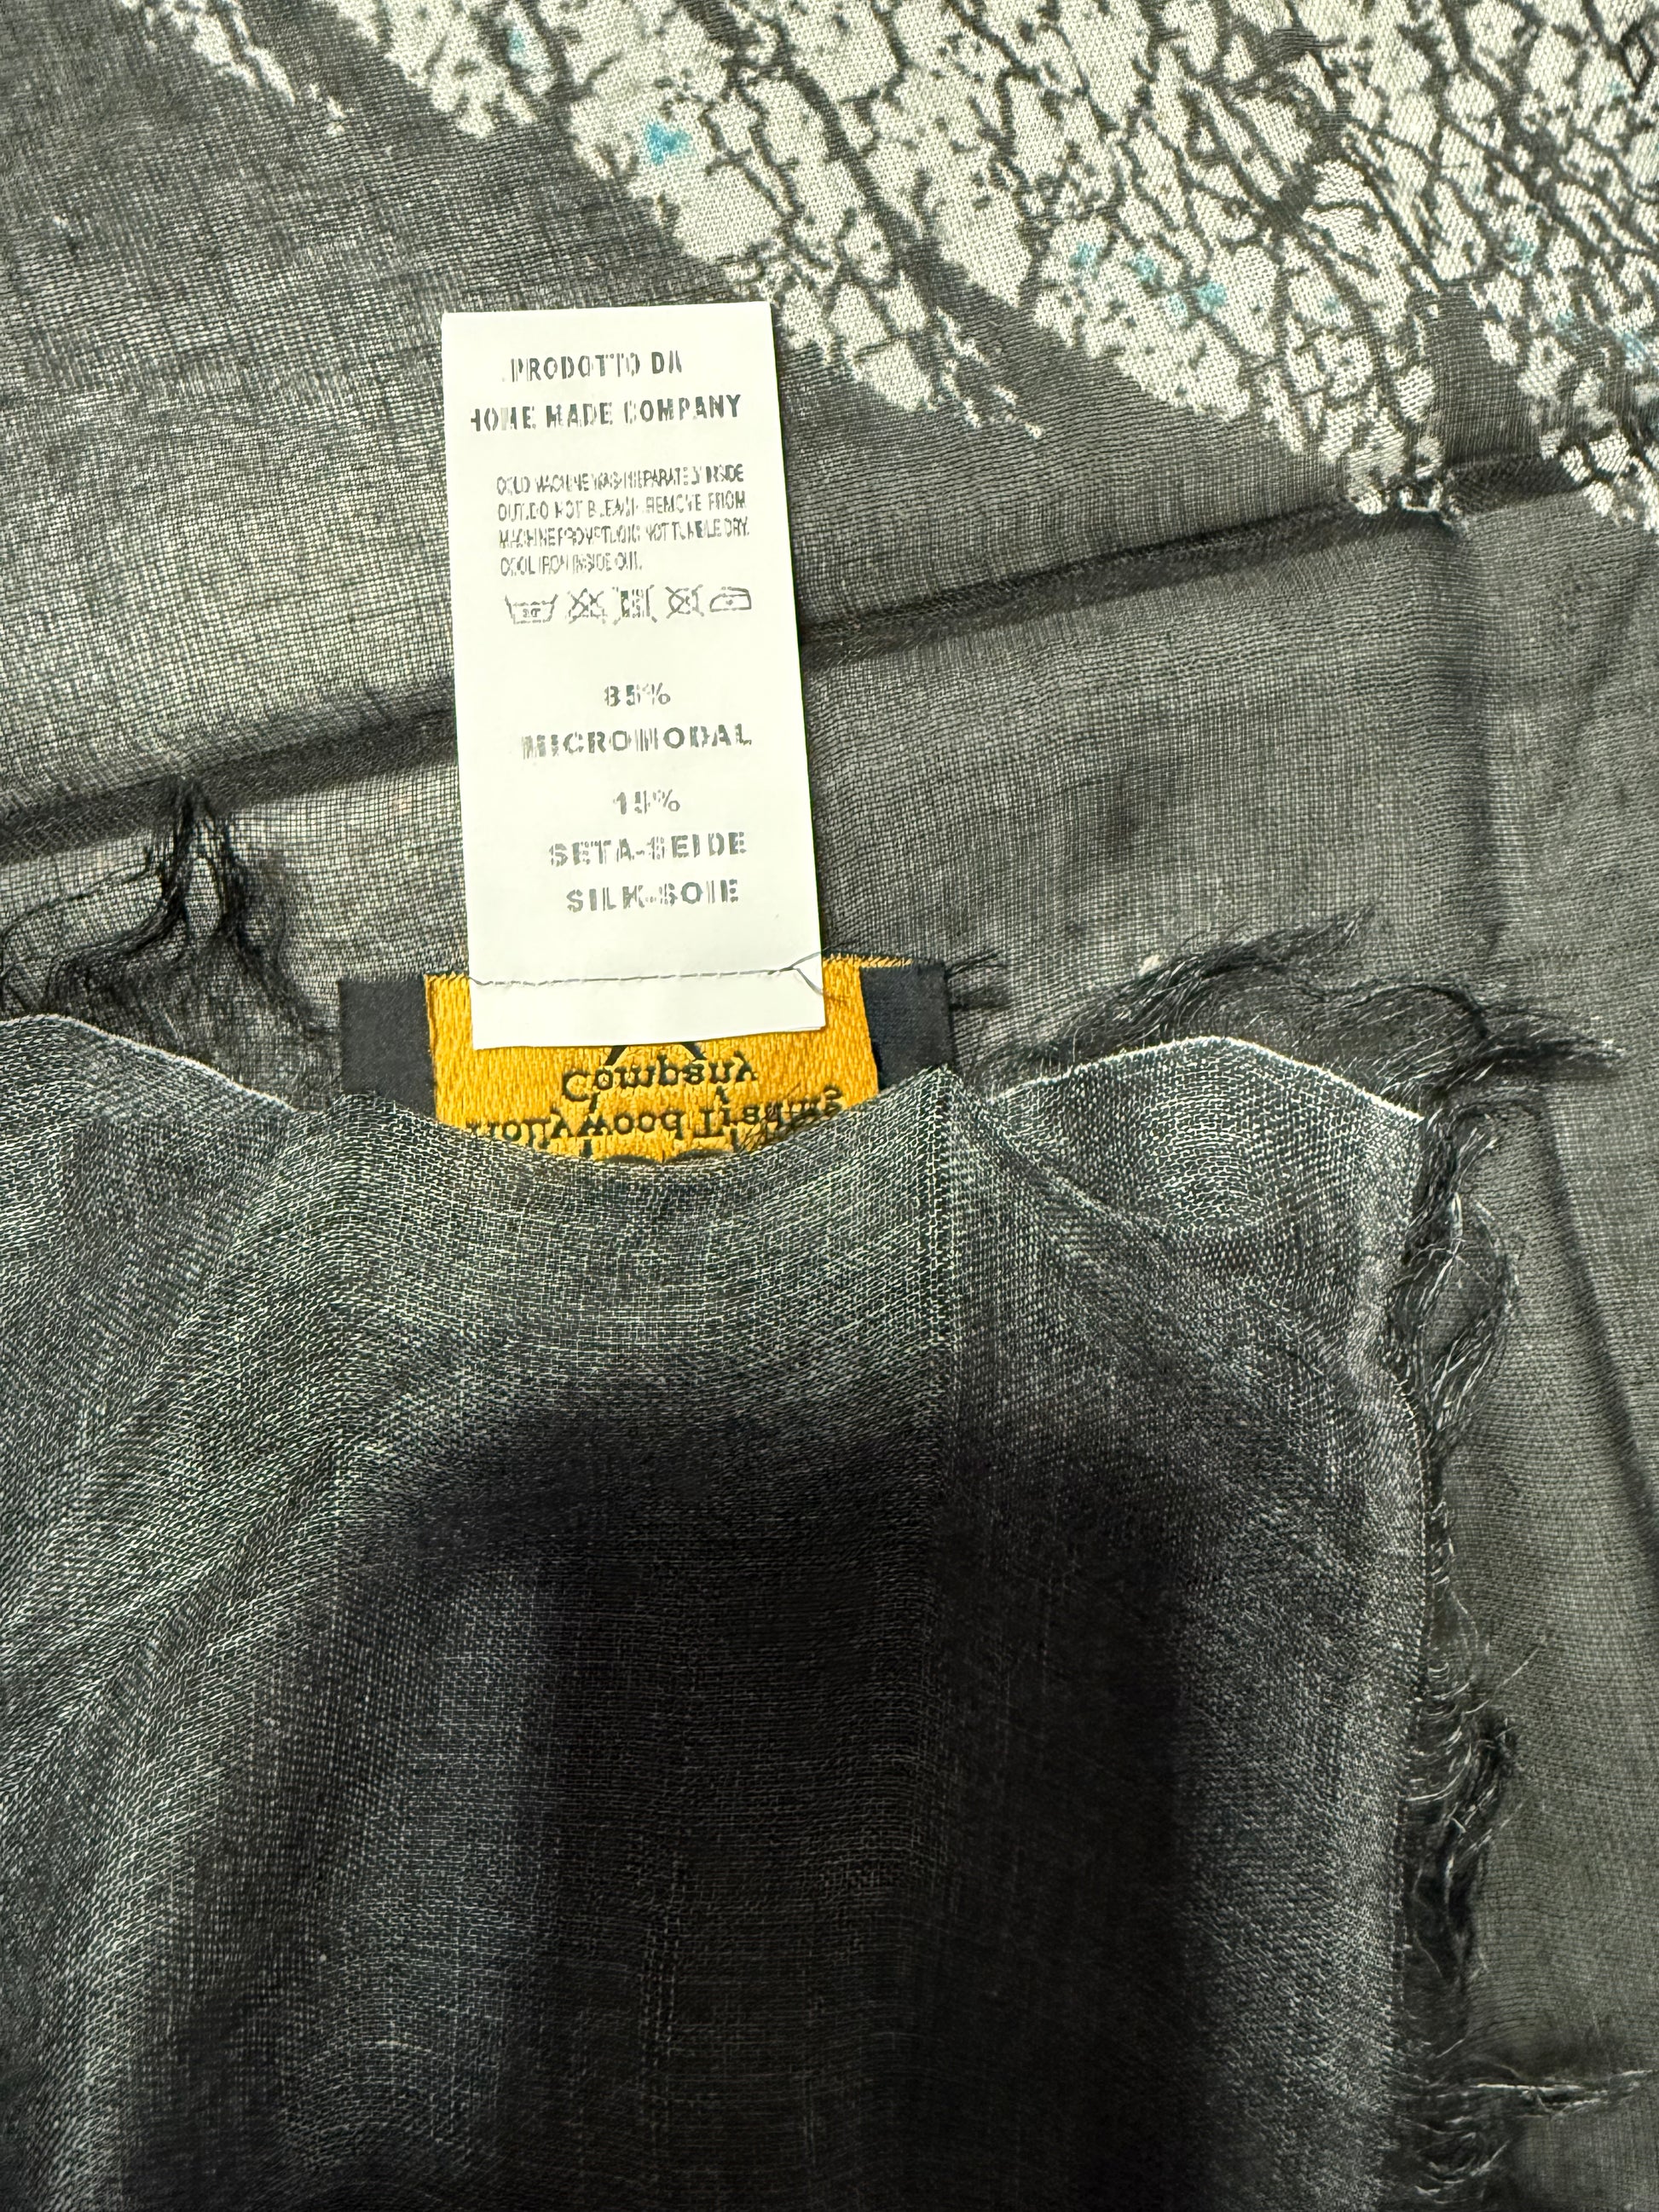 PRODOTTO DA
HOME MADE COMPANY
COLD MACHINE WASH SEPARATELY INSIDE
OUT.DO NOT BLEACH. REMOVE FROM
MACHINE PROMPTLY.DO NOT TUMBLE DRY.
COOL IRON INSIDE OUT.
30
85%
MICROMODAL
15%
SETA-SEIDE
SILK-SOIE
Company